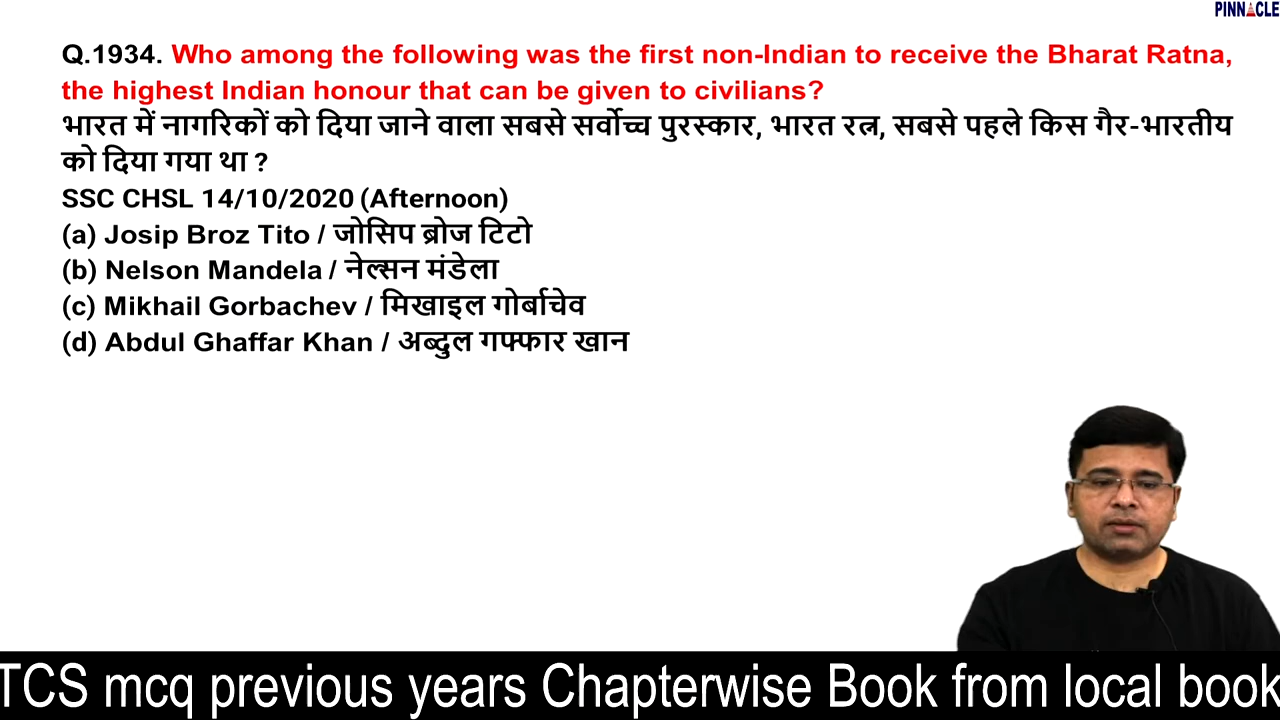 PINNACLE
Q.1934. Who among the following was the first non-Indian to receive the Bharat Ratna,
the highest Indian honour that can be given to civilians?
भारत में नागरिकों को दिया जाने वाला सबसे सर्वोच्च पुरस्कार, भारत रत्न, सबसे पहले किस गैर-भारतीय
को दिया गया था ?
SSC CHSL 14/10/2020 (Afternoon)
(a) Josip Broz Tito / जोसिप ब्रोज टिटो
(b) Nelson Mandela / नेल्सन मंडेला
(c) Mikhail Gorbachev / मिखाइल गोर्बाचेव
(d) Abdul Ghaffar Khan / अब्दुल गफ्फार खान
TCS mcq previous years Chapterwise Book from local book